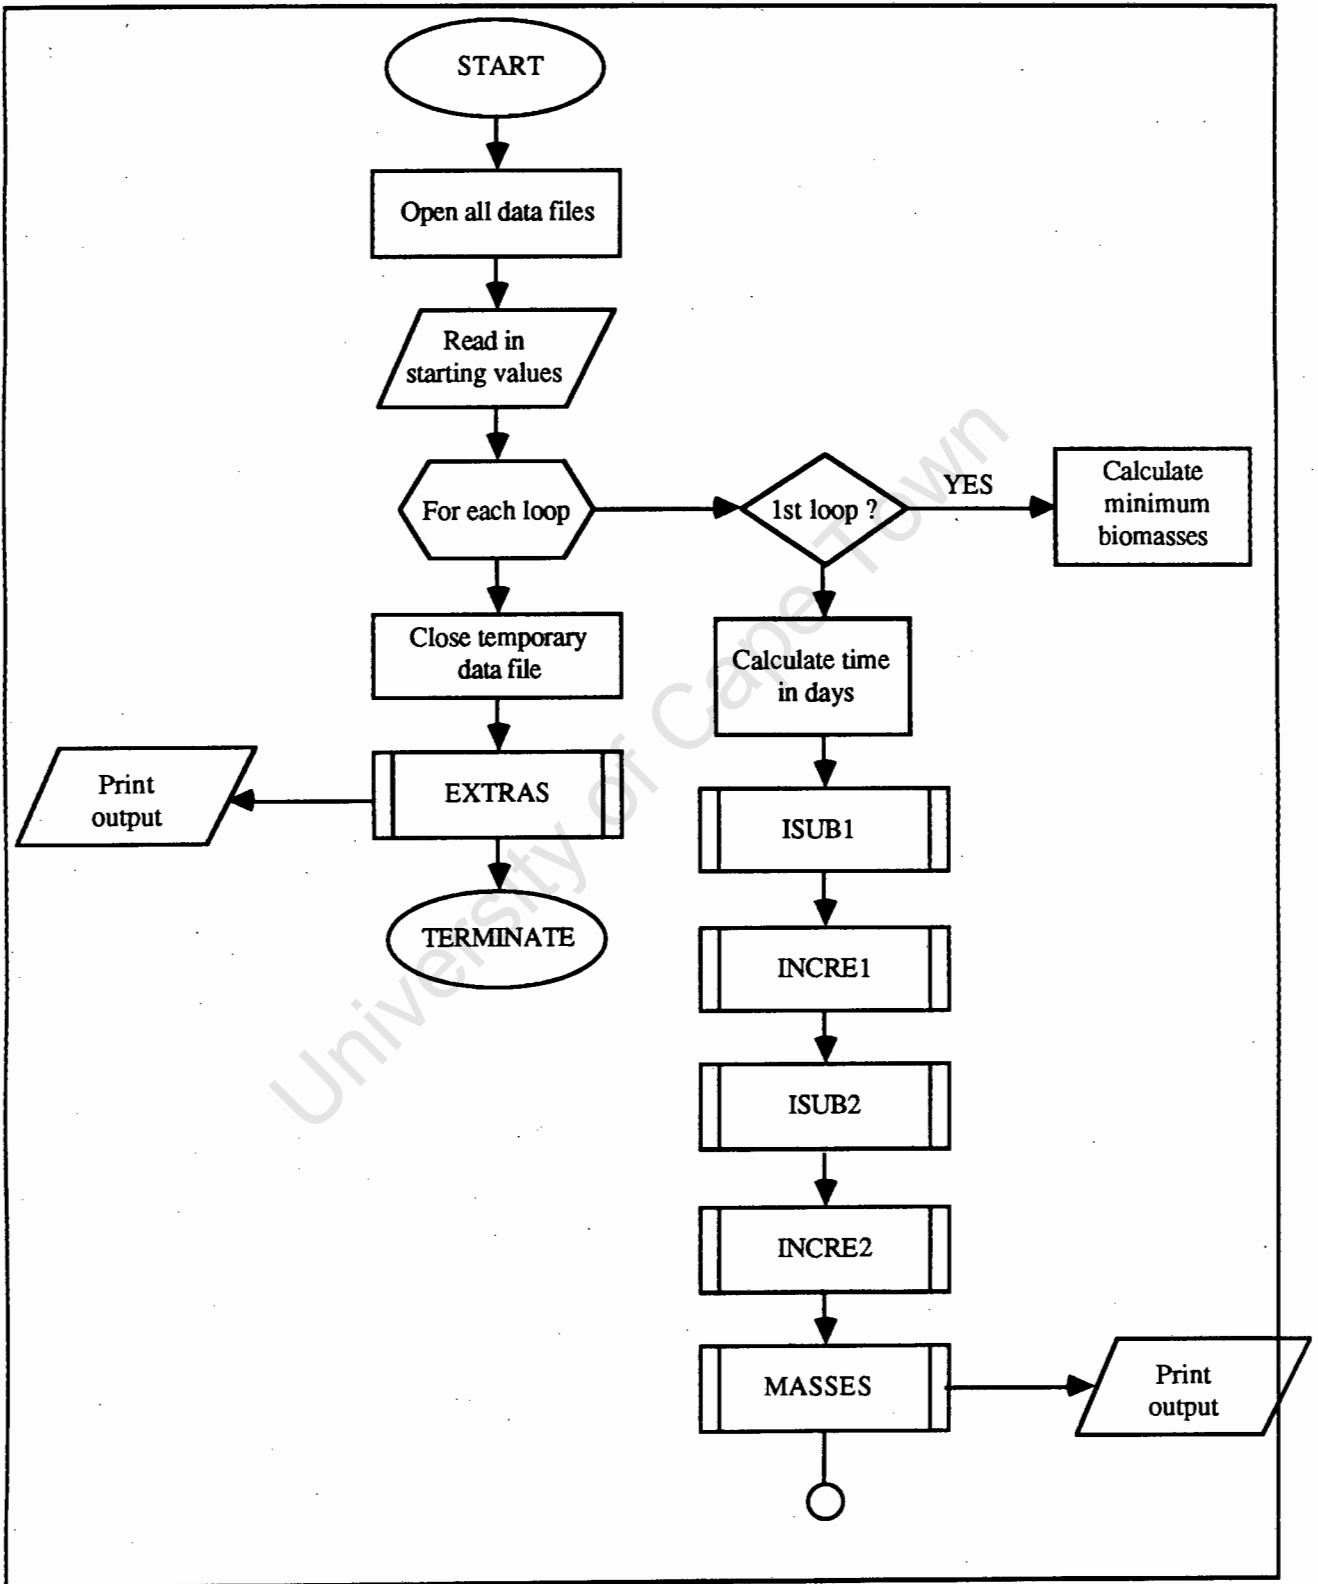 START
Open all data files
Read in
starting values
For each loop
1st loop ?
YES
Calculate
minimum
biomasses
Close temporary
data file
Calculate time
in days
Print
output
EXTRAS
ISUB1
TERMINATE
INCRE1
ISUB2
INCRE2
MASSES
Print
output
University of Cape Town